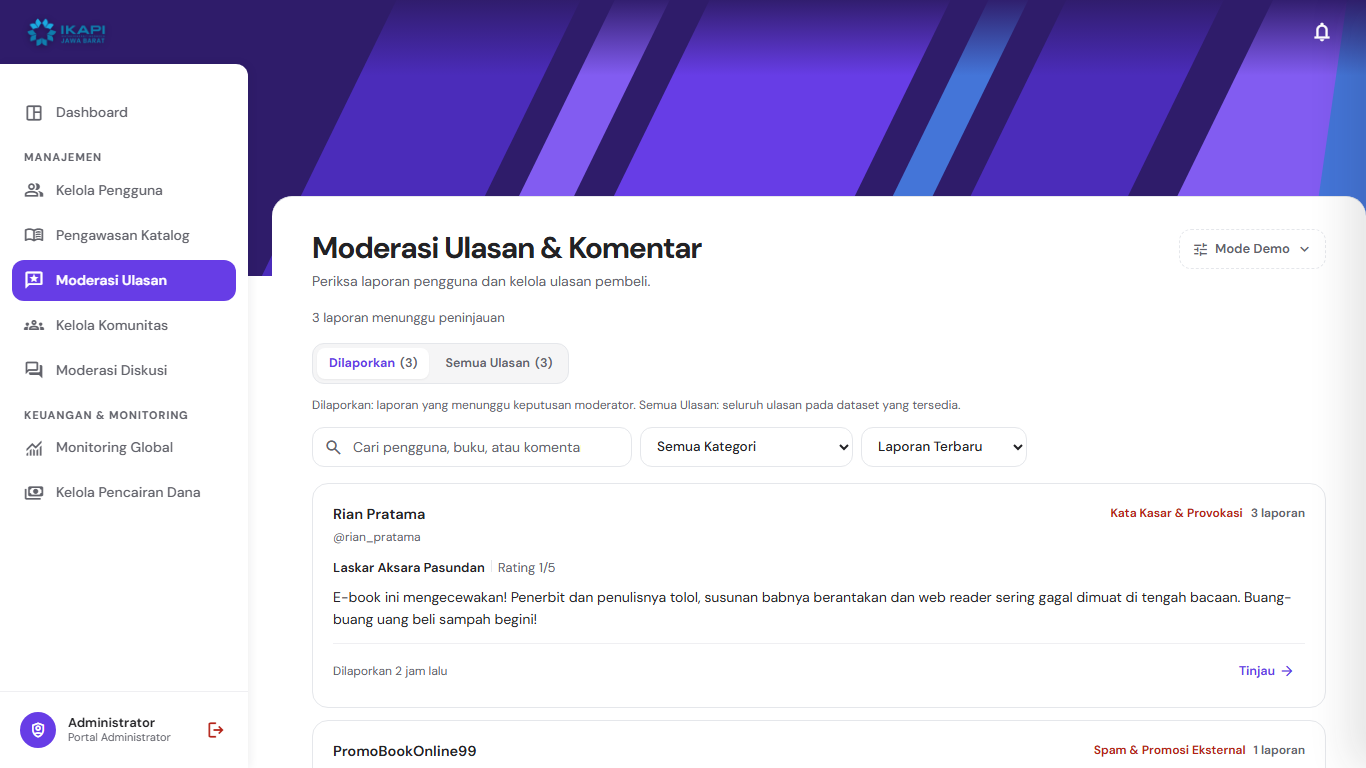 IKAPI
JAWA BARAT
Dashboard
MANAJEMEN
Kelola Pengguna
Pengawasan Katalog
Moderasi Ulasan
Kelola Komunitas
Moderasi Diskusi
KEUANGAN & MONITORING
Monitoring Global
Kelola Pencairan Dana
Administrator
Portal Administrator
Moderasi Ulasan & Komentar
Mode Demo
Periksa laporan pengguna dan kelola ulasan pembeli.
3 laporan menunggu peninjauan
Dilaporkan (3) Semua Ulasan (3)
Dilaporkan: laporan yang menunggu keputusan moderator. Semua Ulasan: seluruh ulasan pada dataset yang tersedia.
Cari pengguna, buku, atau komenta Semua Kategori Laporan Terbaru
Rian Pratama Kata Kasar & Provokasi 3 laporan
@rian_pratama
Laskar Aksara Pasundan Rating 1/5
E-book ini mengecewakan! Penerbit dan penulisnya tolol, susunan babnya berantakan dan web reader sering gagal dimuat di tengah bacaan. Buang-
buang uang beli sampah begini!
Dilaporkan 2 jam lalu Tinjau
PromoBookOnline99 Spam & Promosi Eksternal 1 laporan